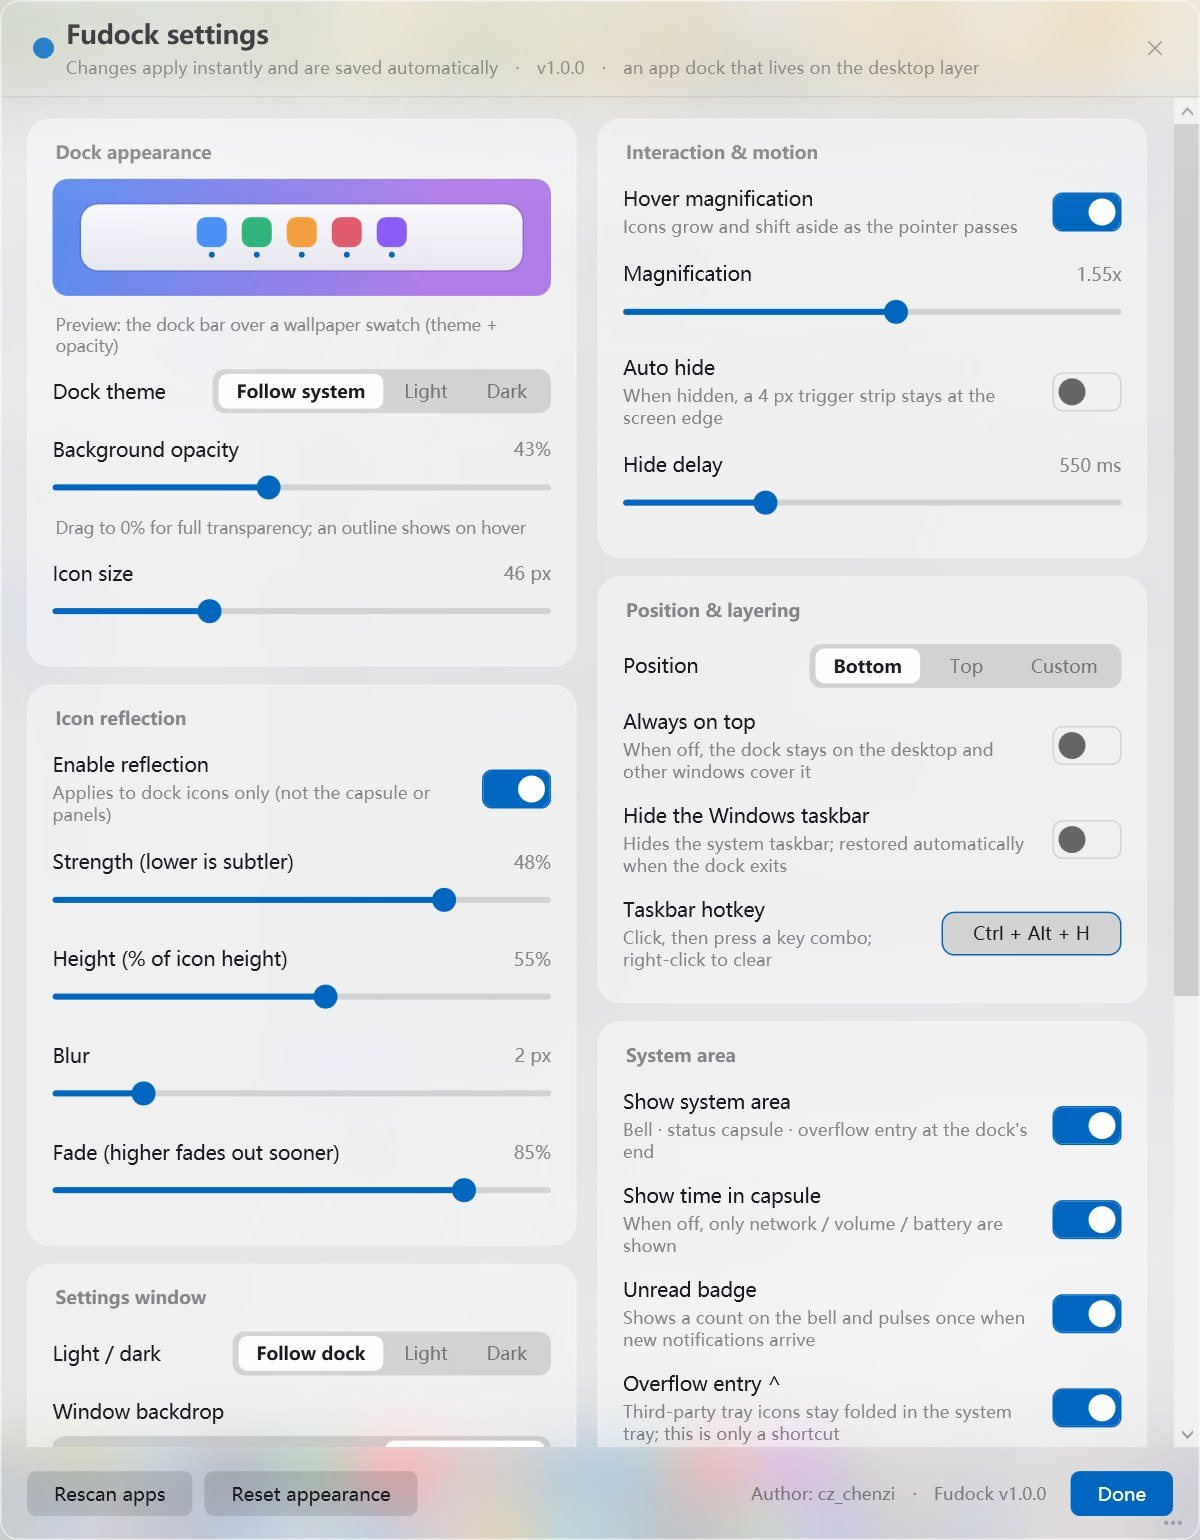 Fudock settings
Changes apply instantly and are saved automatically · v1.0.0 · an app dock that lives on the desktop layer
Dock appearance
Preview: the dock bar over a wallpaper swatch (theme +
opacity)
Dock theme
Follow system Light Dark
Background opacity 43%
Drag to 0% for full transparency; an outline shows on hover
Icon size 46 px
Icon reflection
Enable reflection
Applies to dock icons only (not the capsule or
panels)
Strength (lower is subtler) 48%
Height (% of icon height) 55%
Blur 2 px
Fade (higher fades out sooner) 85%
Settings window
Light / dark
Follow dock Light Dark
Window backdrop
Interaction & motion
Hover magnification
Icons grow and shift aside as the pointer passes
Magnification 1.55x
Auto hide
When hidden, a 4 px trigger strip stays at the
screen edge
Hide delay 550 ms
Position & layering
Position
Bottom Top Custom
Always on top
When off, the dock stays on the desktop and
other windows cover it
Hide the Windows taskbar
Hides the system taskbar; restored automatically
when the dock exits
Taskbar hotkey
Click, then press a key combo;
right-click to clear
Ctrl + Alt + H
System area
Show system area
Bell · status capsule · overflow entry at the dock's
end
Show time in capsule
When off, only network / volume / battery are
shown
Unread badge
Shows a count on the bell and pulses once when
new notifications arrive
Overflow entry ^
Third-party tray icons stay folded in the system
tray; this is only a shortcut
Rescan apps
Reset appearance
Author: cz_chenzi · Fudock v1.0.0
Done